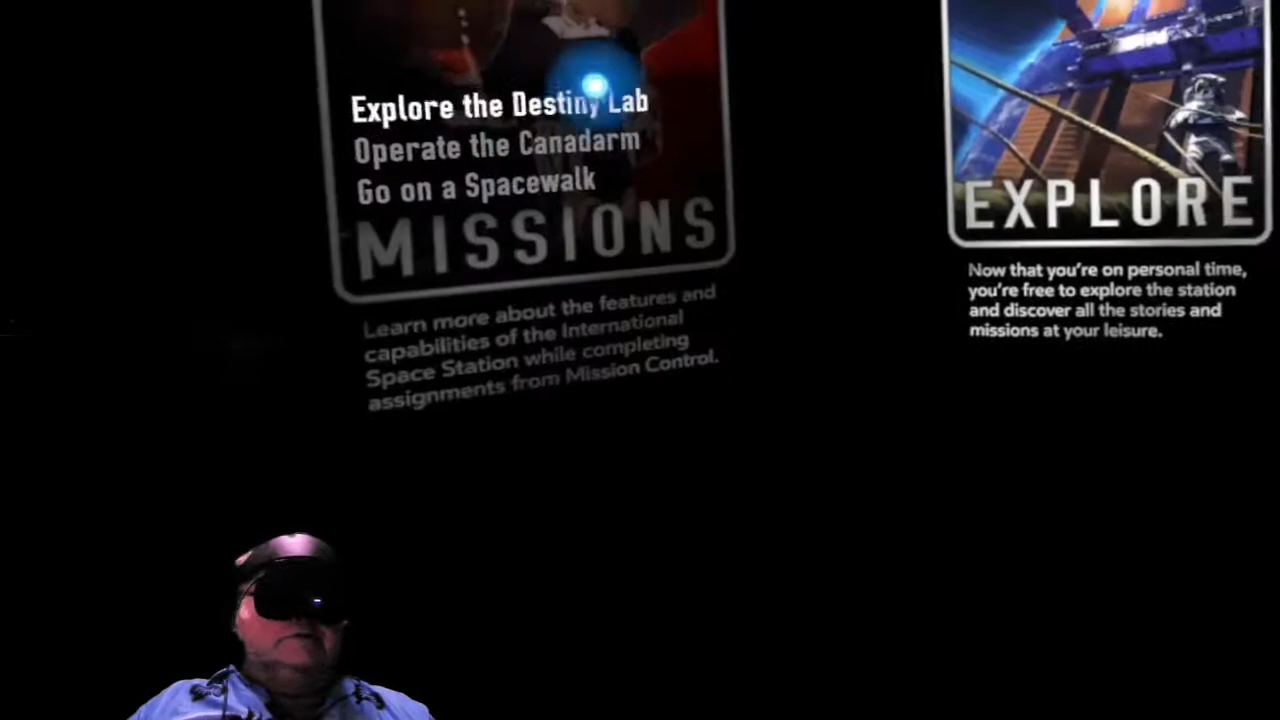 Explore the Destiny Lab
Operate the Canadarm
Go on a Spacewalk
MISSIONS
Learn more about the features and
capabilities of the International
Space Station while completing
assignments from Mission Control.
EXPLORE
Now that you're on personal time,
you're free to explore the station
and discover all the stories and
missions at your leisure.